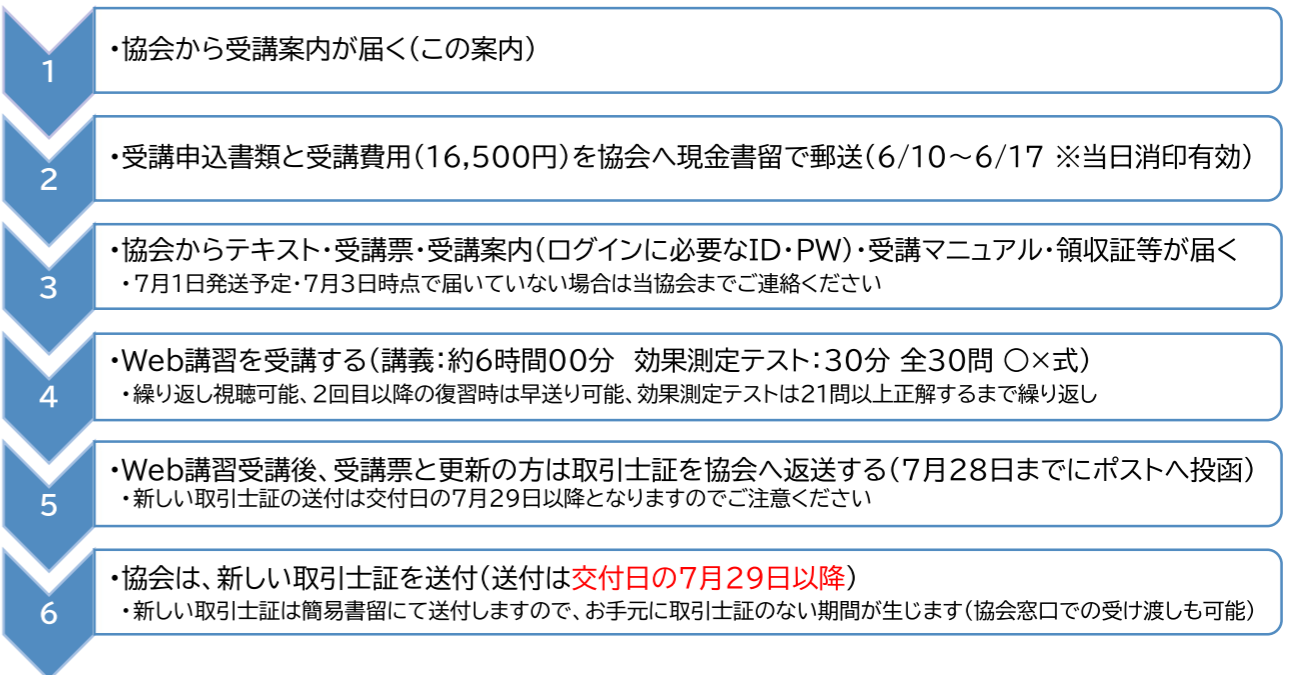 1
・協会から受講案内が届く(この案内)
2
・受講申込書類と受講費用(16,500円)を協会へ現金書留で郵送(6/10～6/17 ※当日消印有効)
3
・協会からテキスト・受講票・受講案内(ログインに必要なID・PW)・受講マニュアル・領収証等が届く
・7月1日発送予定・7月3日時点で届いていない場合は当協会までご連絡ください
4
・Web講習を受講する(講義:約6時間00分　効果測定テスト:30分 全30問 ○×式)
・繰り返し視聴可能、2回目以降の復習時は早送り可能、効果測定テストは21問以上正解するまで繰り返し
5
・Web講習受講後、受講票と更新の方は取引士証を協会へ返送する(7月28日までにポストへ投函)
・新しい取引士証の送付は交付日の7月29日以降となりますのでご注意ください
6
・協会は、新しい取引士証を送付(送付は交付日の7月29日以降)
・新しい取引士証は簡易書留にて送付しますので、お手元に取引士証のない期間が生じます(協会窓口での受け渡しも可能)